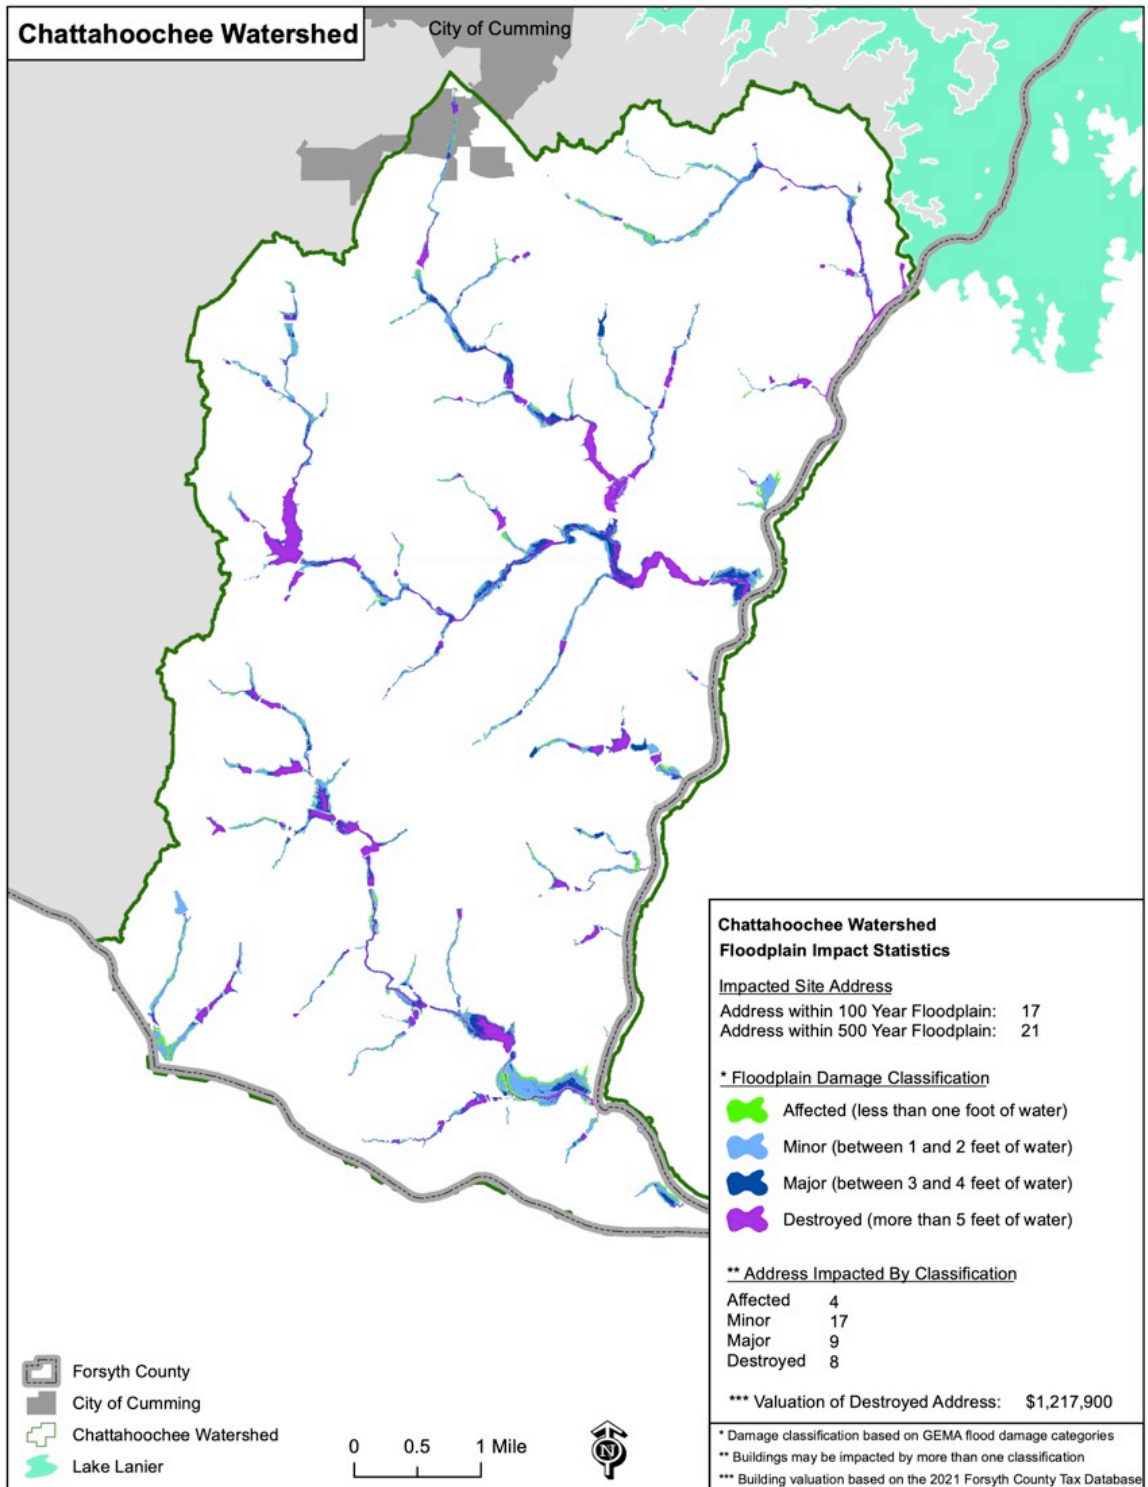 Chattahoochee Watershed
City of Cumming
Chattahoochee Watershed
Floodplain Impact Statistics
Impacted Site Address
Address within 100 Year Floodplain: 17
Address within 500 Year Floodplain: 21
* Floodplain Damage Classification
Affected (less than one foot of water)
Minor (between 1 and 2 feet of water)
Major (between 3 and 4 feet of water)
Destroyed (more than 5 feet of water)
** Address Impacted By Classification
Affected 4
Minor 17
Major 9
Destroyed 8
*** Valuation of Destroyed Address: $1,217,900
* Damage classification based on GEMA flood damage categories
** Buildings may be impacted by more than one classification
*** Building valuation based on the 2021 Forsyth County Tax Database
Forsyth County
City of Cumming
Chattahoochee Watershed
Lake Lanier
0 0.5 1 Mile
N